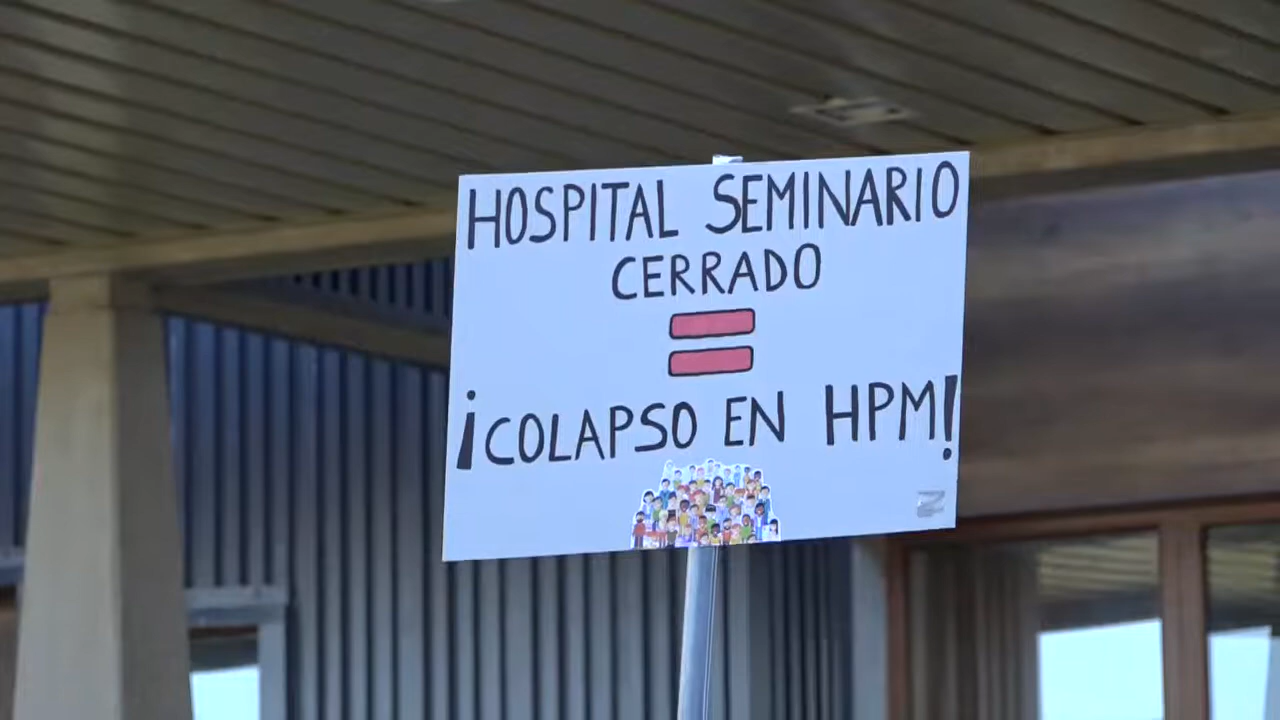 HOSPITAL SEMINARIO
CERRADO
=
¡COLAPSO EN HPM!